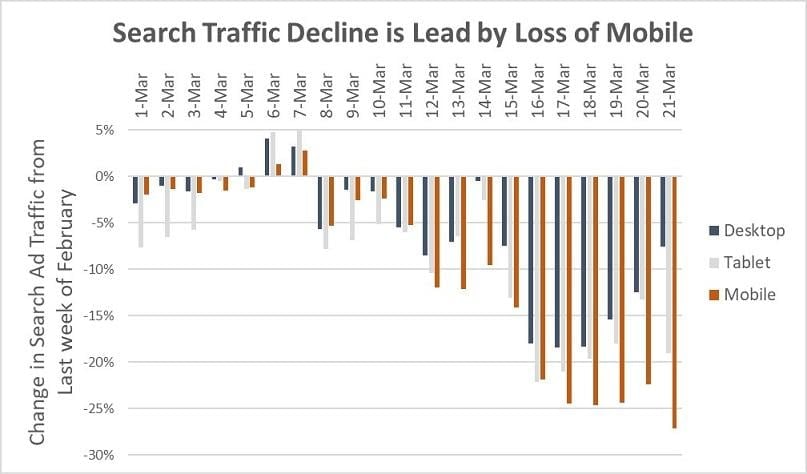 Search Traffic Decline is Lead by Loss of Mobile
1-Mar
2-Mar
3-Mar
4-Mar
5-Mar
6-Mar
7-Mar
8-Mar
9-Mar
10-Mar
11-Mar
12-Mar
13-Mar
14-Mar
15-Mar
16-Mar
17-Mar
18-Mar
19-Mar
20-Mar
21-Mar
5%
0%
-5%
-10%
-15%
-20%
-25%
-30%
Change in Search Ad Traffic from
Last week of February
Desktop
Tablet
Mobile